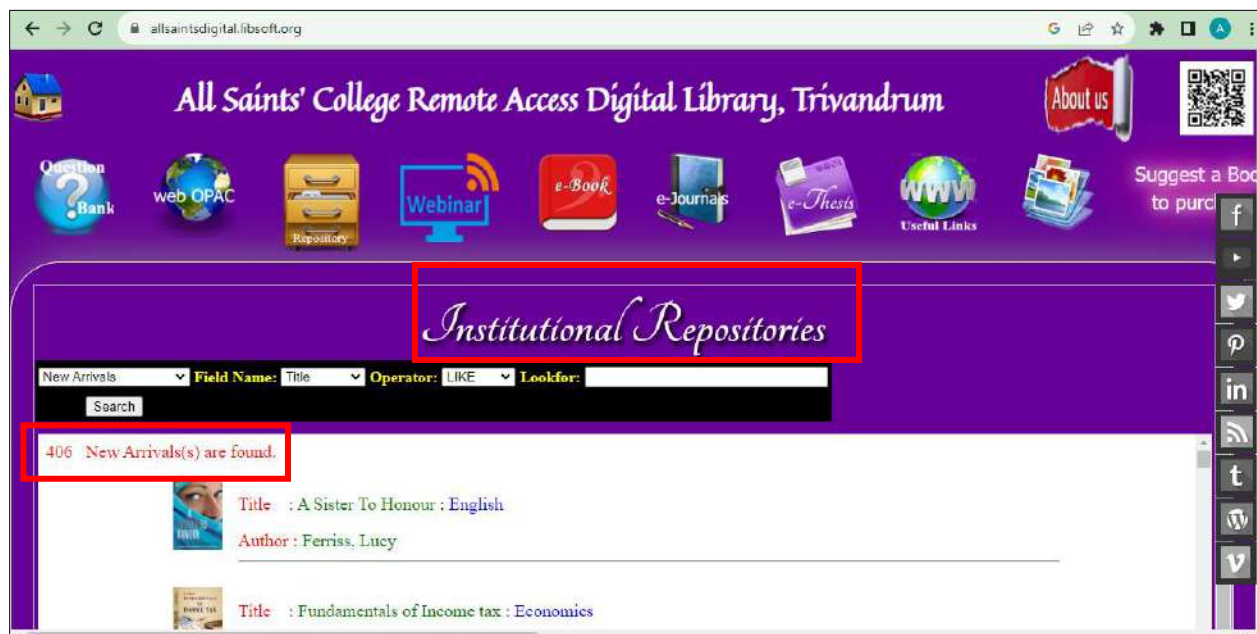 allsaintsdigital.libsoft.org
G A
All Saints' College Remote Access Digital Library, Trivandrum
About us
Question Bank
web OPAC
Repository
Webinar
e-Book
e-Journals
e-Thesis
www
Useful Links
Suggest a Boo
to purc
Institutional Repositories
New Arrivals Field Name: Title Operator: LIKE Lookfor:
Search
406 New Arrivals(s) are found.
Title : A Sister To Honour : English
Author : Ferriss, Lucy
Title : Fundamentals of Income tax : Economics